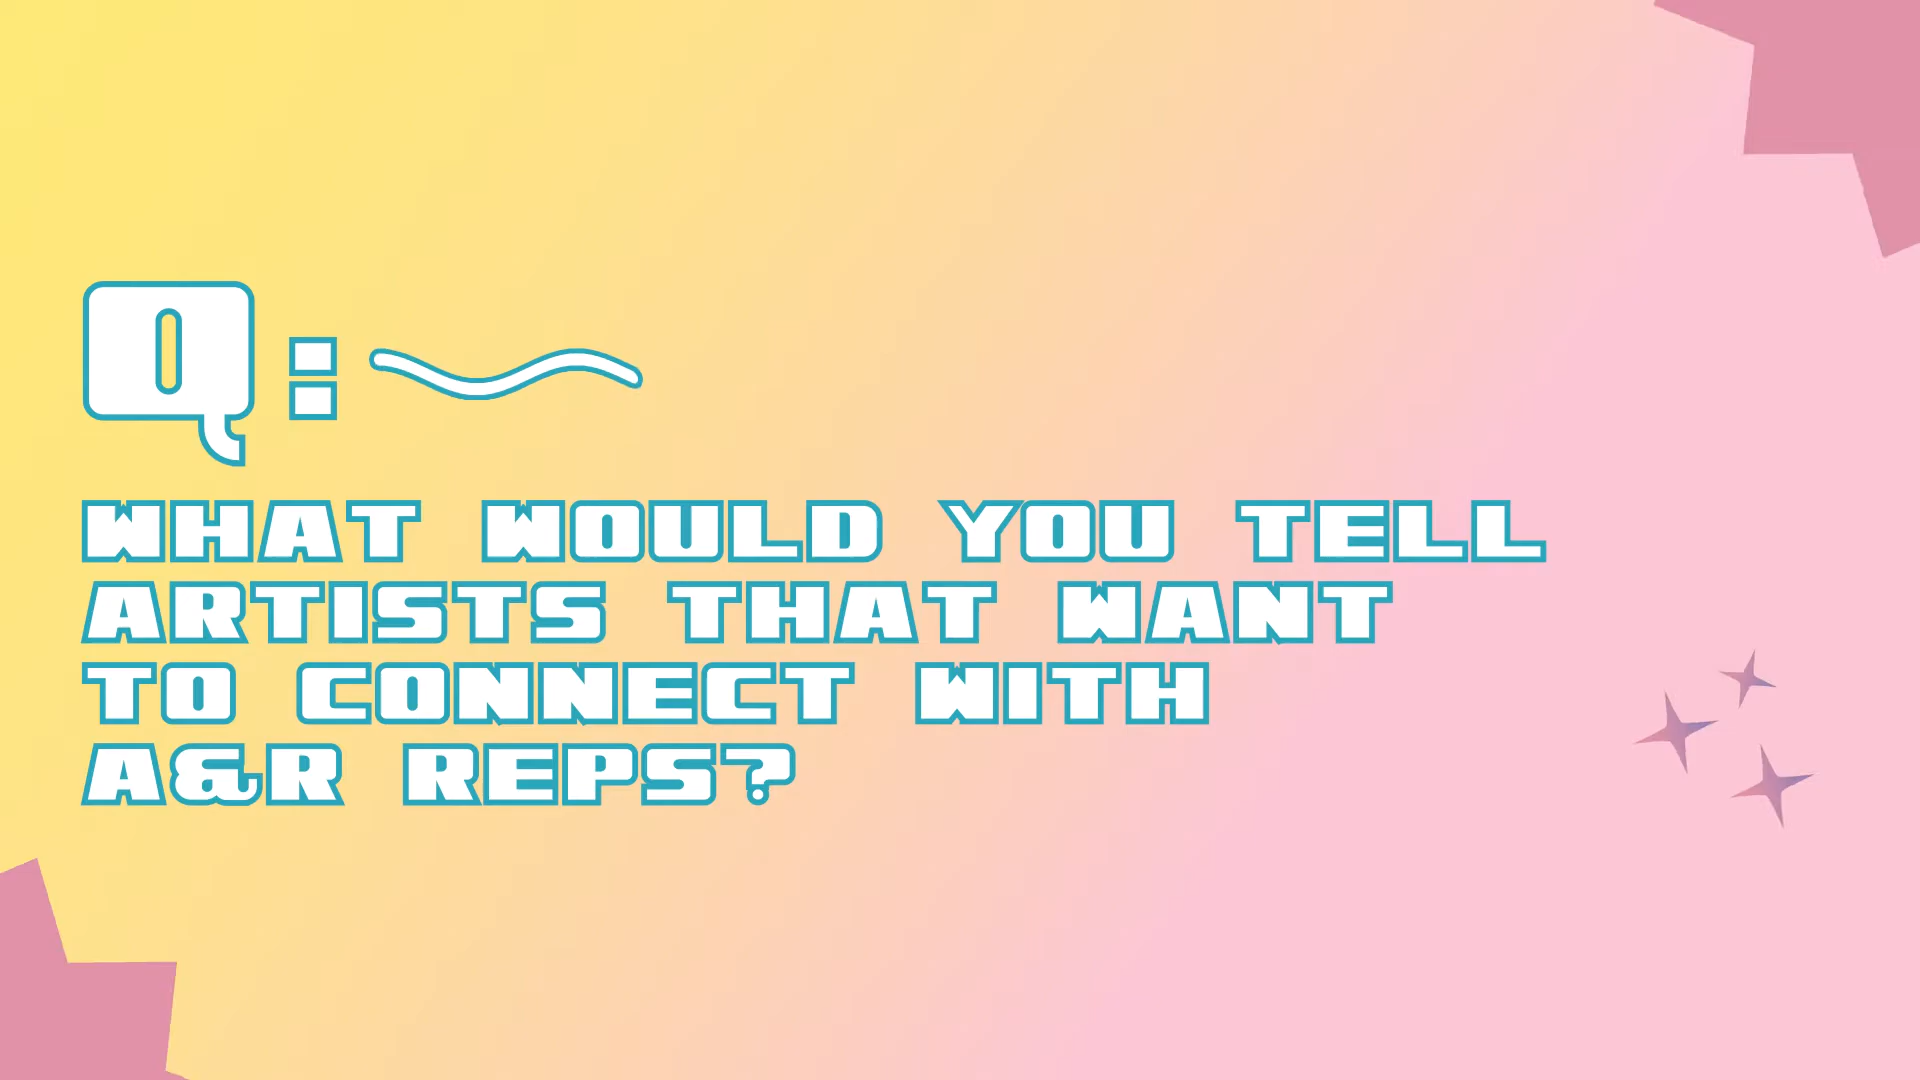 Q:
WHAT WOULD YOU TELL
ARTISTS THAT WANT
TO CONNECT WITH
A&R REPS?